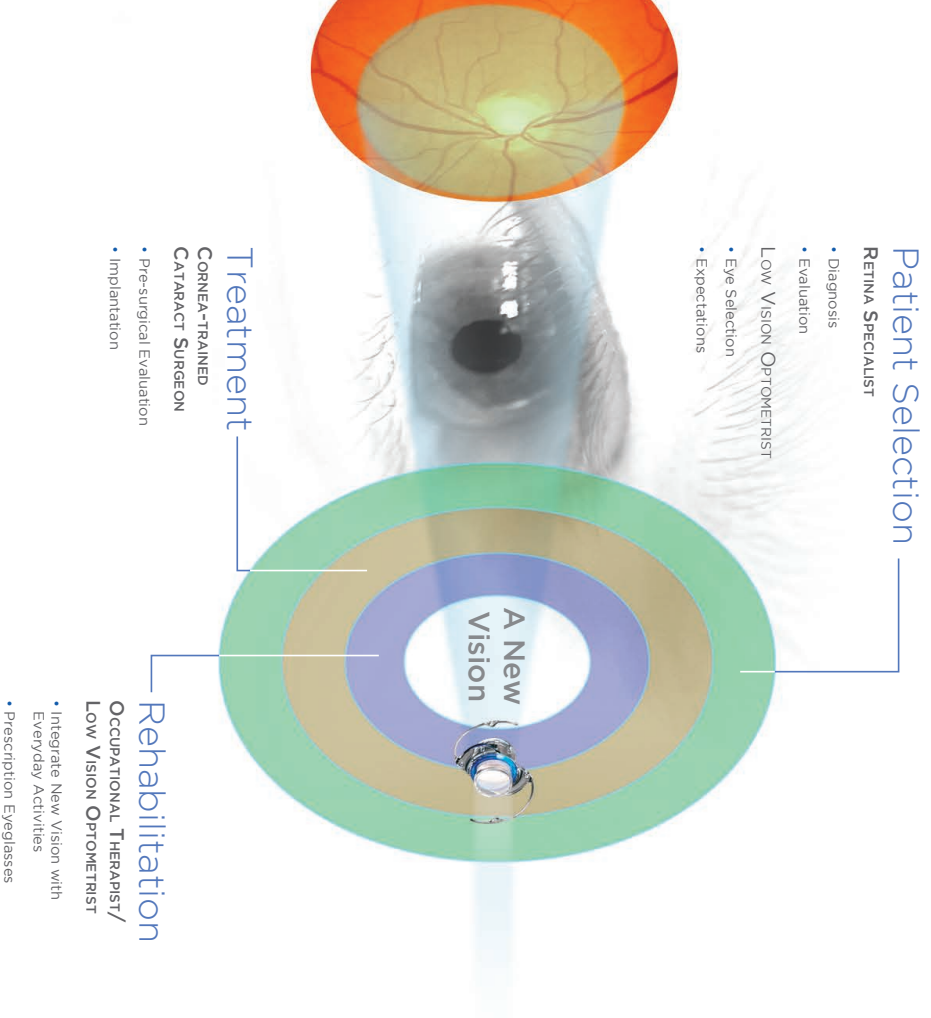 Patient Selection
RETINA SPECIALIST
• Diagnosis
• Evaluation
LOW VISION OPTOMETRIST
• Eye Selection
• Expectations
Treatment
CORNEA-TRAINED
CATARACT SURGEON
• Pre-surgical Evaluation
• Implantation
A New
Vision
Rehabilitation
OCCUPATIONAL THERAPIST/
LOW VISION OPTOMETRIST
• Integrate New Vision with
Everyday Activities
• Prescription Eyeglasses